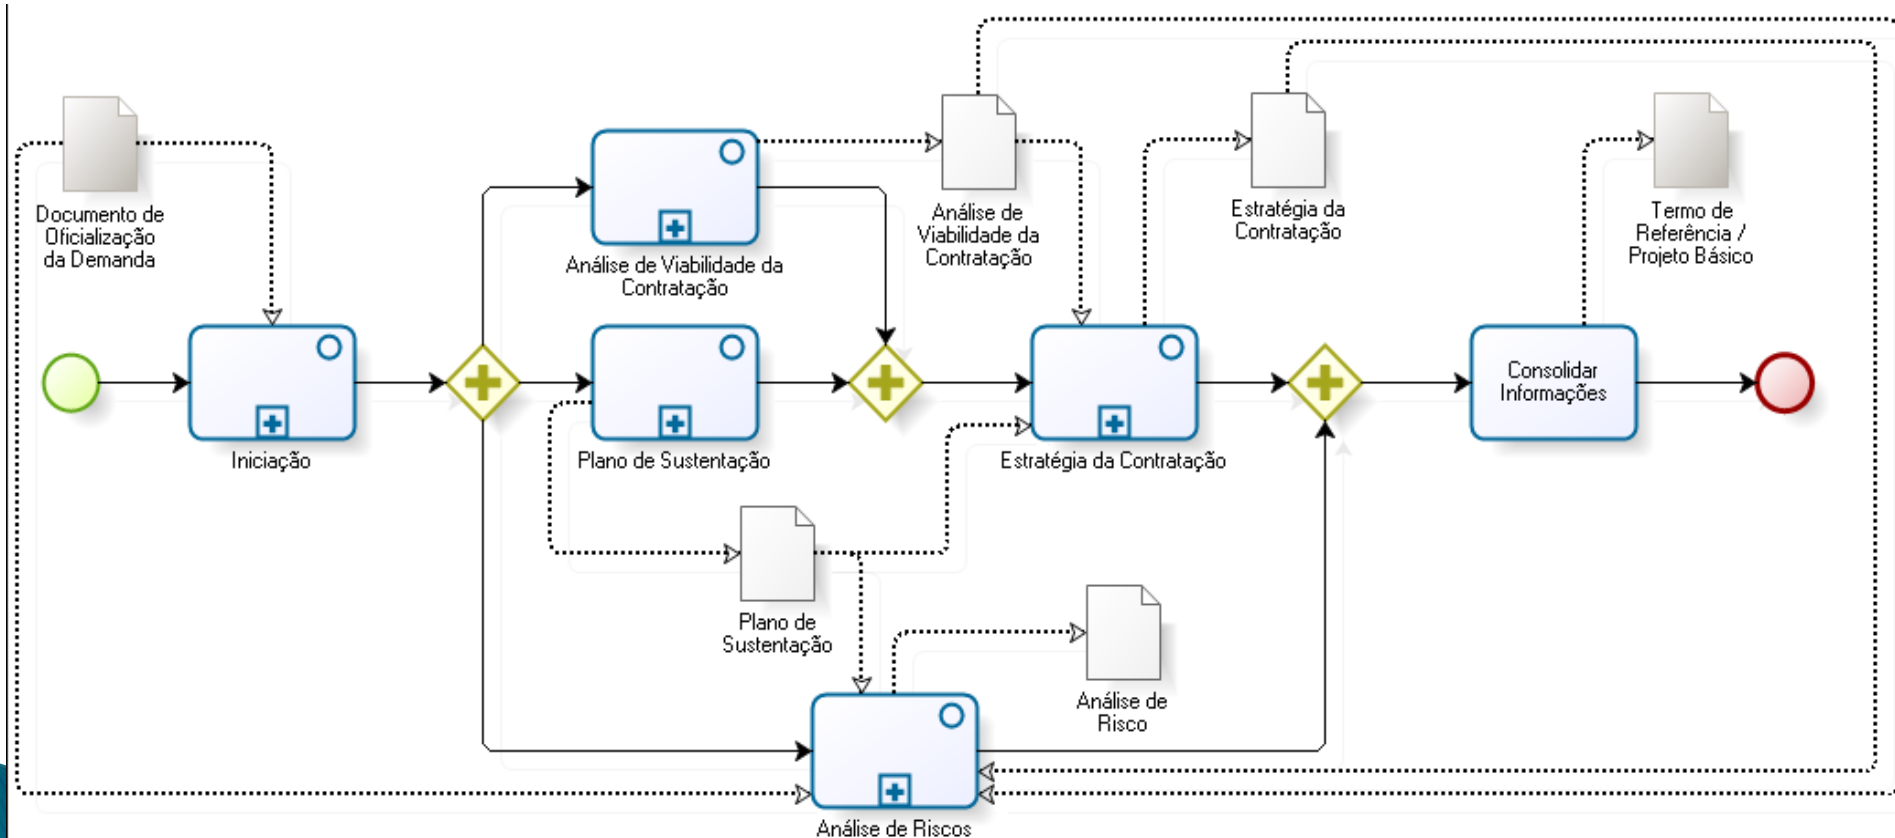 Documento de
Oficialização
da Demanda
Iniciação
Análise de Viabilidade da
Contratação
Plano de Sustentação
Plano de
Sustentação
Análise de
Viabilidade da
Contratação
Estratégia da Contratação
Estratégia da
Contratação
Análise de
Risco
Análise de Riscos
Consolidar
Informações
Termo de
Referência /
Projeto Básico